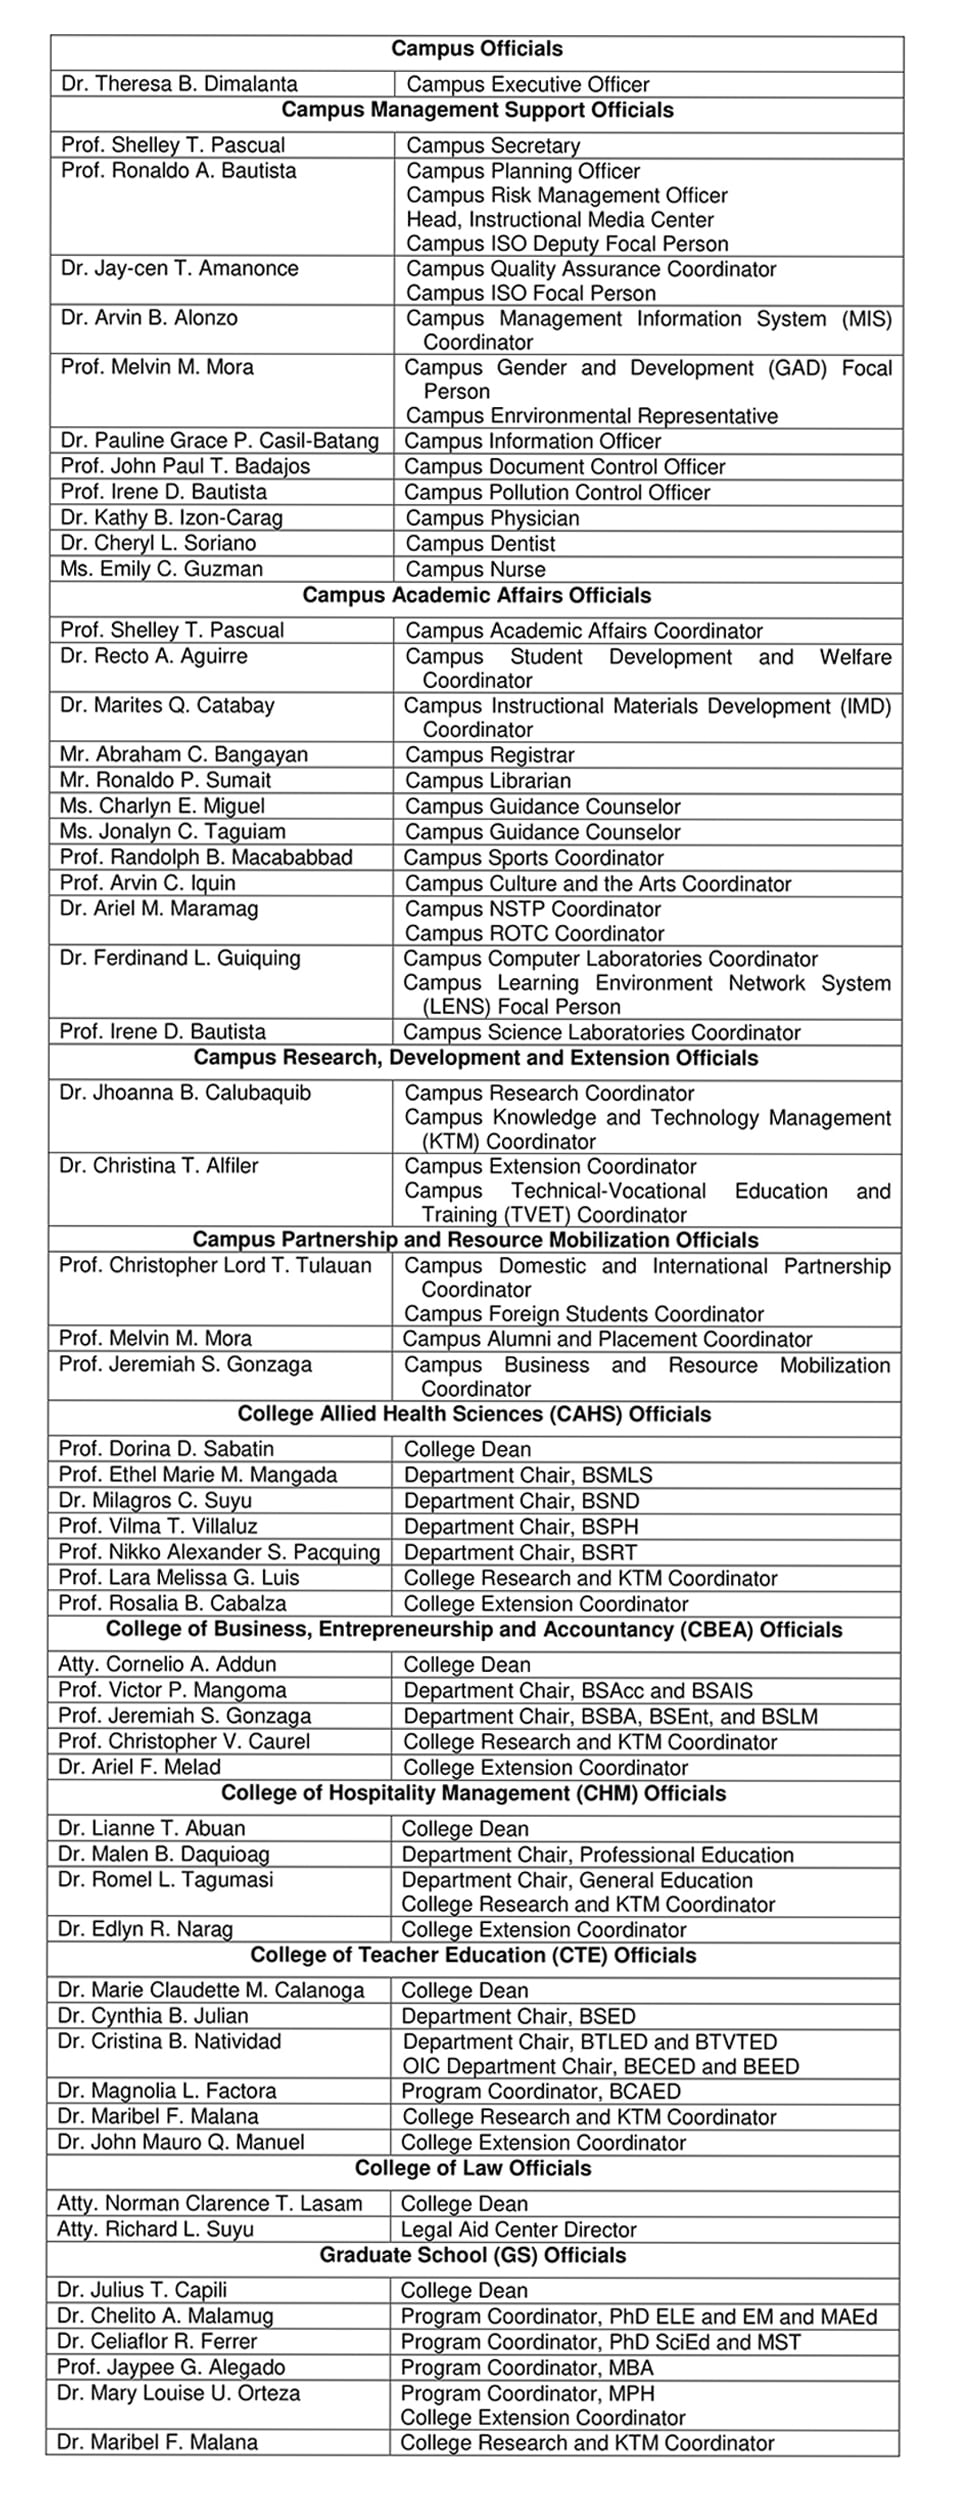 Campus Officials
Dr. Theresa B. Dimalanta Campus Executive Officer
Campus Management Support Officials
Prof. Shelley T. Pascual Campus Secretary
Prof. Ronaldo A. Bautista Campus Planning Officer
Campus Risk Management Officer
Head, Instructional Media Center
Campus ISO Deputy Focal Person
Dr. Jay-cen T. Amanonce Campus Quality Assurance Coordinator
Campus ISO Focal Person
Dr. Arvin B. Alonzo Campus Management Information System (MIS)
Coordinator
Prof. Melvin M. Mora Campus Gender and Development (GAD) Focal
Person
Campus Enrvironmental Representative
Dr. Pauline Grace P. Casil-Batang Campus Information Officer
Prof. John Paul T. Badajos Campus Document Control Officer
Prof. Irene D. Bautista Campus Pollution Control Officer
Dr. Kathy B. Izon-Carag Campus Physician
Dr. Cheryl L. Soriano Campus Dentist
Ms. Emily C. Guzman Campus Nurse
Campus Academic Affairs Officials
Prof. Shelley T. Pascual Campus Academic Affairs Coordinator
Dr. Recto A. Aguirre Campus Student Development and Welfare
Coordinator
Dr. Marites Q. Catabay Campus Instructional Materials Development (IMD)
Coordinator
Mr. Abraham C. Bangayan Campus Registrar
Mr. Ronaldo P. Sumait Campus Librarian
Ms. Charlyn E. Miguel Campus Guidance Counselor
Ms. Jonalyn C. Taguiam Campus Guidance Counselor
Prof. Randolph B. Macababbad Campus Sports Coordinator
Prof. Arvin C. Iquin Campus Culture and the Arts Coordinator
Dr. Ariel M. Maramag Campus NSTP Coordinator
Campus ROTC Coordinator
Dr. Ferdinand L. Guiquing Campus Computer Laboratories Coordinator
Campus Learning Environment Network System
(LENS) Focal Person
Prof. Irene D. Bautista Campus Science Laboratories Coordinator
Campus Research, Development and Extension Officials
Dr. Jhoanna B. Calubaquib Campus Research Coordinator
Campus Knowledge and Technology Management
(KTM) Coordinator
Dr. Christina T. Alfiler Campus Extension Coordinator
Campus Technical-Vocational Education and
Training (TVET) Coordinator
Campus Partnership and Resource Mobilization Officials
Prof. Christopher Lord T. Tulauan Campus Domestic and International Partnership
Coordinator
Campus Foreign Students Coordinator
Prof. Melvin M. Mora Campus Alumni and Placement Coordinator
Prof. Jeremiah S. Gonzaga Campus Business and Resource Mobilization
Coordinator
College Allied Health Sciences (CAHS) Officials
Prof. Dorina D. Sabatin College Dean
Prof. Ethel Marie M. Mangada Department Chair, BSMLS
Dr. Milagros C. Suyu Department Chair, BSND
Prof. Vilma T. Villaluz Department Chair, BSPH
Prof. Nikko Alexander S. Pacquing Department Chair, BSRT
Prof. Lara Melissa G. Luis College Research and KTM Coordinator
Prof. Rosalia B. Cabalza College Extension Coordinator
College of Business, Entrepreneurship and Accountancy (CBEA) Officials
Atty. Cornelio A. Addun College Dean
Prof. Victor P. Mangoma Department Chair, BSAcc and BSAIS
Prof. Jeremiah S. Gonzaga Department Chair, BSBA, BSEnt, and BSLM
Prof. Christopher V. Caurel College Research and KTM Coordinator
Dr. Ariel F. Melad College Extension Coordinator
College of Hospitality Management (CHM) Officials
Dr. Lianne T. Abuan College Dean
Dr. Malen B. Daquioag Department Chair, Professional Education
Dr. Romel L. Tagumasi Department Chair, General Education
College Research and KTM Coordinator
Dr. Edlyn R. Narag College Extension Coordinator
College of Teacher Education (CTE) Officials
Dr. Marie Claudette M. Calanoga College Dean
Dr. Cynthia B. Julian Department Chair, BSED
Dr. Cristina B. Natividad Department Chair, BTLED and BTVTED
OIC Department Chair, BECED and BEED
Dr. Magnolia L. Factora Program Coordinator, BCAED
Dr. Maribel F. Malana College Research and KTM Coordinator
Dr. John Mauro Q. Manuel College Extension Coordinator
College of Law Officials
Atty. Norman Clarence T. Lasam College Dean
Atty. Richard L. Suyu Legal Aid Center Director
Graduate School (GS) Officials
Dr. Julius T. Capili College Dean
Dr. Chelito A. Malamug Program Coordinator, PhD ELE and EM and MAEd
Dr. Celiaflor R. Ferrer Program Coordinator, PhD SciEd and MST
Prof. Jaypee G. Alegado Program Coordinator, MBA
Dr. Mary Louise U. Orteza Program Coordinator, MPH
College Extension Coordinator
Dr. Maribel F. Malana College Research and KTM Coordinator